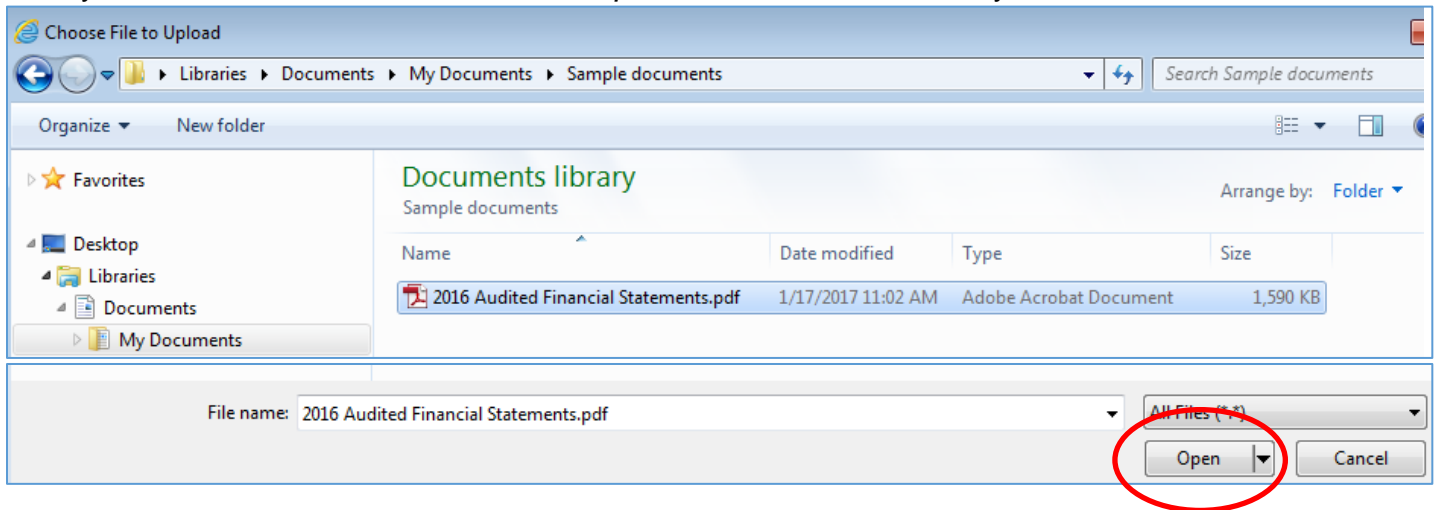 Choose File to Upload
Libraries Documents My Documents Sample documents Search Sample documents
Organize New folder
Favorites
Documents library
Sample documents
Arrange by: Folder
Desktop
Name Date modified Type Size
Libraries
2016 Audited Financial Statements.pdf 1/17/2017 11:02 AM Adobe Acrobat Document 1,590 KB
Documents
My Documents
File name: 2016 Audited Financial Statements.pdf All Files (*.*)
Open Cancel